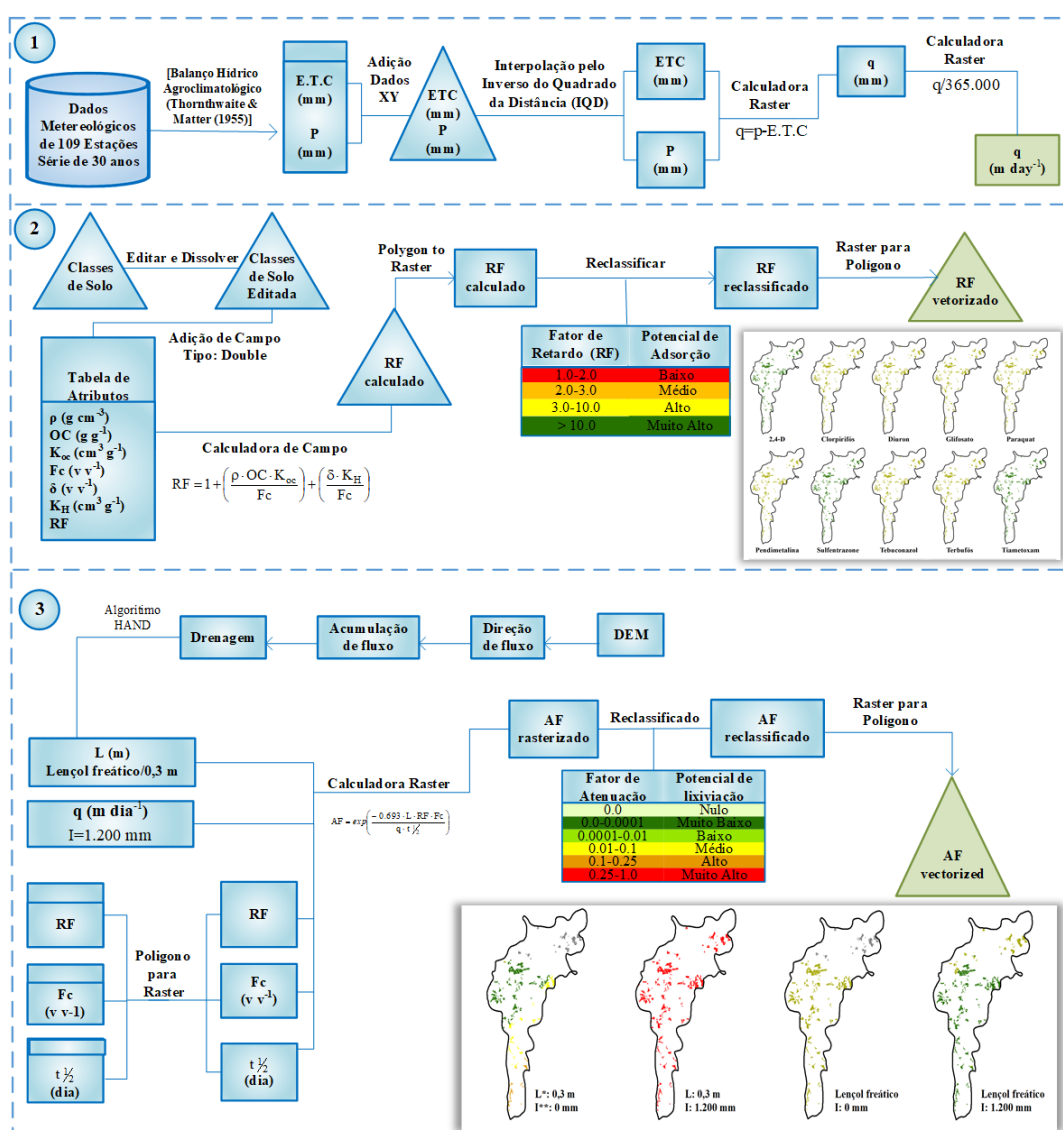 1
Dados
Metereológicos
de 109 Estações
Série de 30 anos
[Balanço Hídrico
Agroclimatológico
(Thornthwaite &
Matter (1955)]
E.T.C
(mm)
P
(mm)
Adição
Dados
XY
ETC
(mm)
P
(mm)
Interpolação pelo
Inverso do Quadrado
da Distância (IQD)
ETC
(mm)
P
(mm)
Calculadora
Raster
q=p-E.T.C
q
(mm)
Calculadora
Raster
q/365.000
q
(m day⁻¹)
2
Classes
de Solo
Editar e Dissolver
Classes
de Solo
Editada
Adição de Campo
Tipo: Double
Tabela de
Atributos
ρ (g cm⁻³)
OC (g g⁻¹)
K_oc (cm³ g⁻¹)
Fc (v v⁻¹)
δ (v v⁻¹)
K_H (cm³ g⁻¹)
RF
Calculadora de Campo
RF = 1 + (ρ · OC · K_oc / Fc) + (δ · K_H / Fc)
RF
calculado
Polygon to
Raster
RF
calculado
Reclassificar
Fator de Retardo (RF) Potencial de Adsorção
1.0-2.0 Baixo
2.0-3.0 Médio
3.0-10.0 Alto
> 10.0 Muito Alto
RF
reclassificado
Raster para
Polígono
RF
vetorizado
2,4-D Clorpirifós Diuron Glifosato Paraquat
Pendimetalina Sulfentrazone Tebuconazol Terbufós Tiametoxam
3
Algoritimo
HAND
Drenagem
Acumulação
de fluxo
Direção
de fluxo
DEM
L (m)
Lençol freático/0,3 m
q (m dia⁻¹)
I=1.200 mm
RF
Fc
(v v-1)
t ½
(dia)
Poligono
para
Raster
RF
Fc
(v v⁻¹)
t ½
(dia)
Calculadora Raster
AF = exp(−0.693 · L · RF · Fc / q · t ½)
AF
rasterizado
Reclassificado
Fator de Atenuação Potencial de lixiviação
0.0 Nulo
0.0-0.0001 Muito Baixo
0.0001-0.01 Baixo
0.01-0.1 Médio
0.1-0.25 Alto
0.25-1.0 Muito Alto
AF
reclassificado
Raster para
Polígono
AF
vectorized
L*: 0,3 m
I**: 0 mm
L: 0,3 m
I: 1.200 mm
Lençol freático
I: 0 mm
Lençol freático
I: 1.200 mm